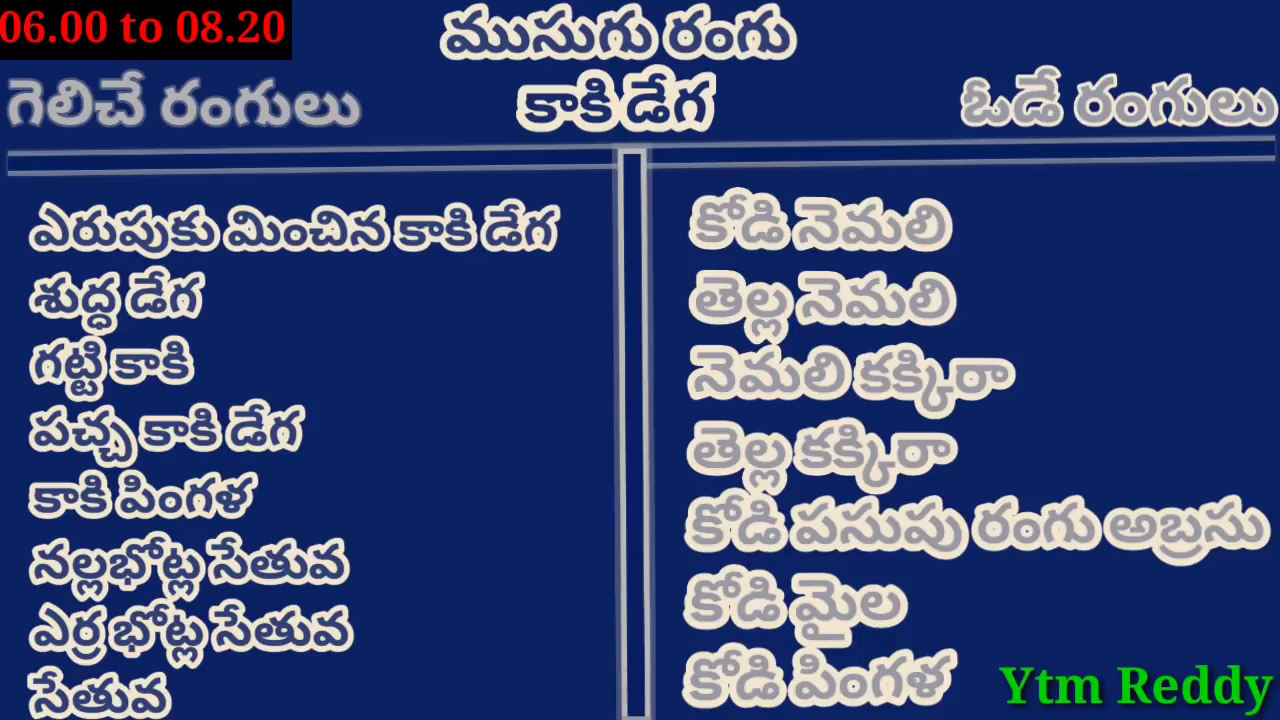 06.00 to 08.20
ముసుగు రంగు
గెలిచే రంగులు
కాకి డేగ
ఓడే రంగులు
ఎరుపుకు మించిన కాకి డేగ
శుద్ధ డేగ
గట్టి కాకి
పచ్చ కాకి డేగ
కాకి పింగళ
నల్లభోట్ల సేతువ
ఎర్ర భోట్ల సేతువ
సేతువ
కోడి నెమలి
తెల్ల నెమలి
నెమలి కక్కిరా
తెల్ల కక్కిరా
కోడి పసుపు రంగు అబ్రసు
కోడి మైల
కోడి పింగళ
Ytm Reddy